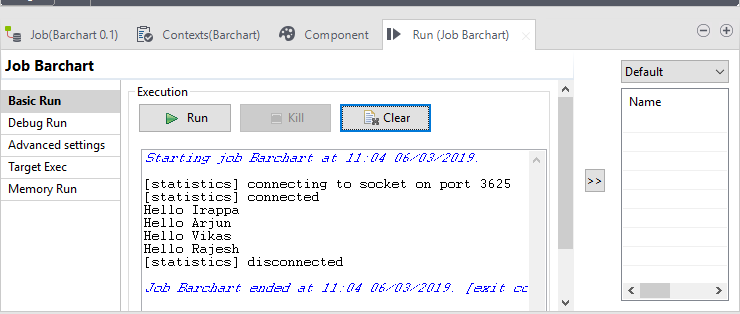 Job(Barchart 0.1)
Contexts(Barchart)
Component
Run (Job Barchart)
Job Barchart
Default
Basic Run
Debug Run
Advanced settings
Target Exec
Memory Run
Execution
Run
Kill
Clear
Name
Starting job Barchart at 11:04 06/03/2019.
[statistics] connecting to socket on port 3625
[statistics] connected
Hello Irappa
Hello Arjun
Hello Vikas
Hello Rajesh
[statistics] disconnected
Job Barchart ended at 11:04 06/03/2019. [exit
>>